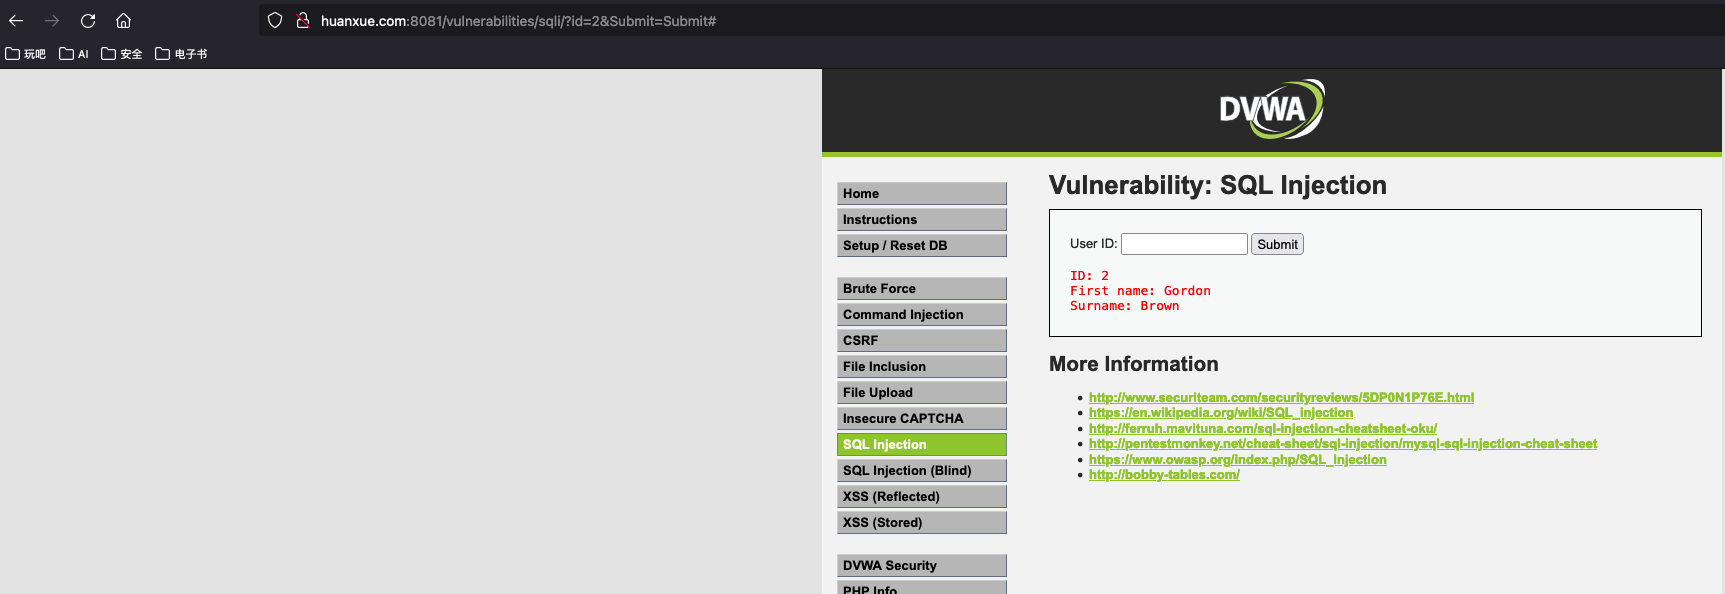 huanxue.com:8081/vulnerabilities/sqli/?id=2&Submit=Submit#
玩吧 AI 安全 电子书
DVWA
Home
Instructions
Setup / Reset DB
Brute Force
Command Injection
CSRF
File Inclusion
File Upload
Insecure CAPTCHA
SQL Injection
SQL Injection (Blind)
XSS (Reflected)
XSS (Stored)
DVWA Security
PHP Info
Vulnerability: SQL Injection
User ID: Submit
ID: 2
First name: Gordon
Surname: Brown
More Information
http://www.securiteam.com/securityreviews/5DP0N1P76E.html
https://en.wikipedia.org/wiki/SQL_injection
http://ferruh.mavituna.com/sql-injection-cheatsheet-oku/
http://pentestmonkey.net/cheat-sheet/sql-injection/mysql-sql-injection-cheat-sheet
https://www.owasp.org/index.php/SQL_Injection
http://bobby-tables.com/